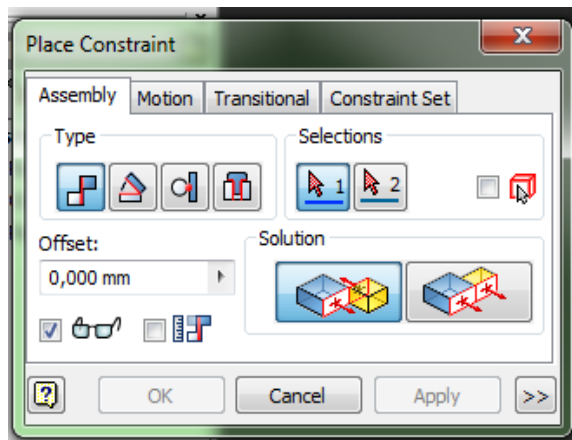 Place Constraint
Assembly Motion Transitional Constraint Set
Type Selections
1 2
Offset: Solution
0,000 mm
OK Cancel Apply >>